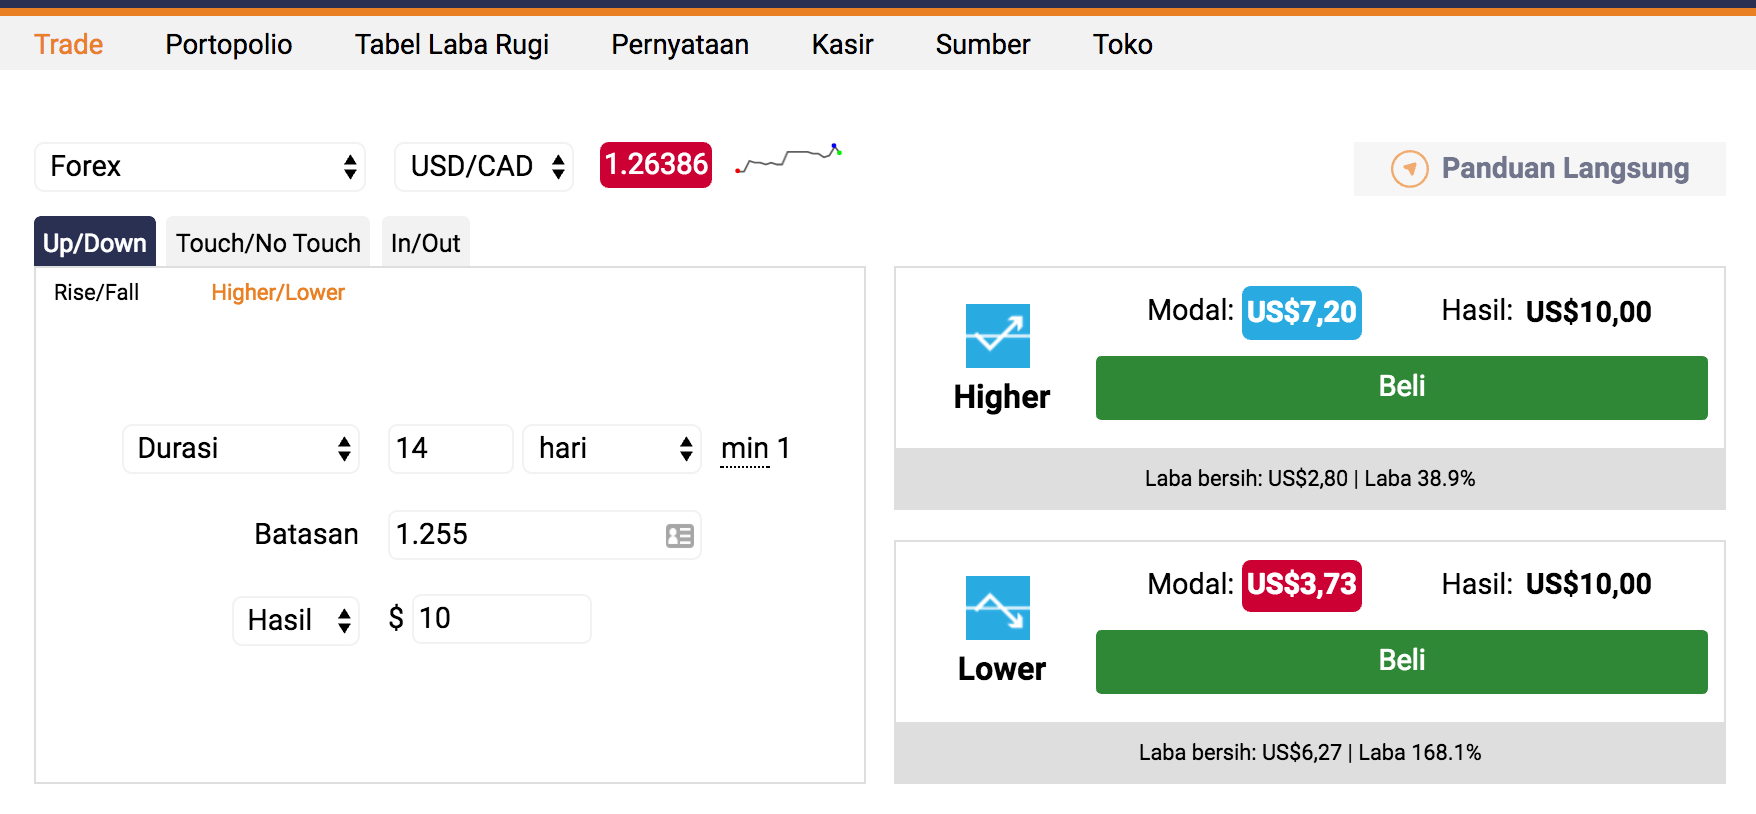 Trade Portopolio Tabel Laba Rugi Pernyataan Kasir Sumber Toko
Forex USD/CAD 1.26386 Panduan Langsung
Up/Down Touch/No Touch In/Out
Rise/Fall Higher/Lower
Durasi 14 hari min 1
Batasan 1.255
Hasil $ 10
Modal: US$7,20 Hasil: US$10,00
Higher
Beli
Laba bersih: US$2,80 | Laba 38.9%
Modal: US$3,73 Hasil: US$10,00
Lower
Beli
Laba bersih: US$6,27 | Laba 168.1%